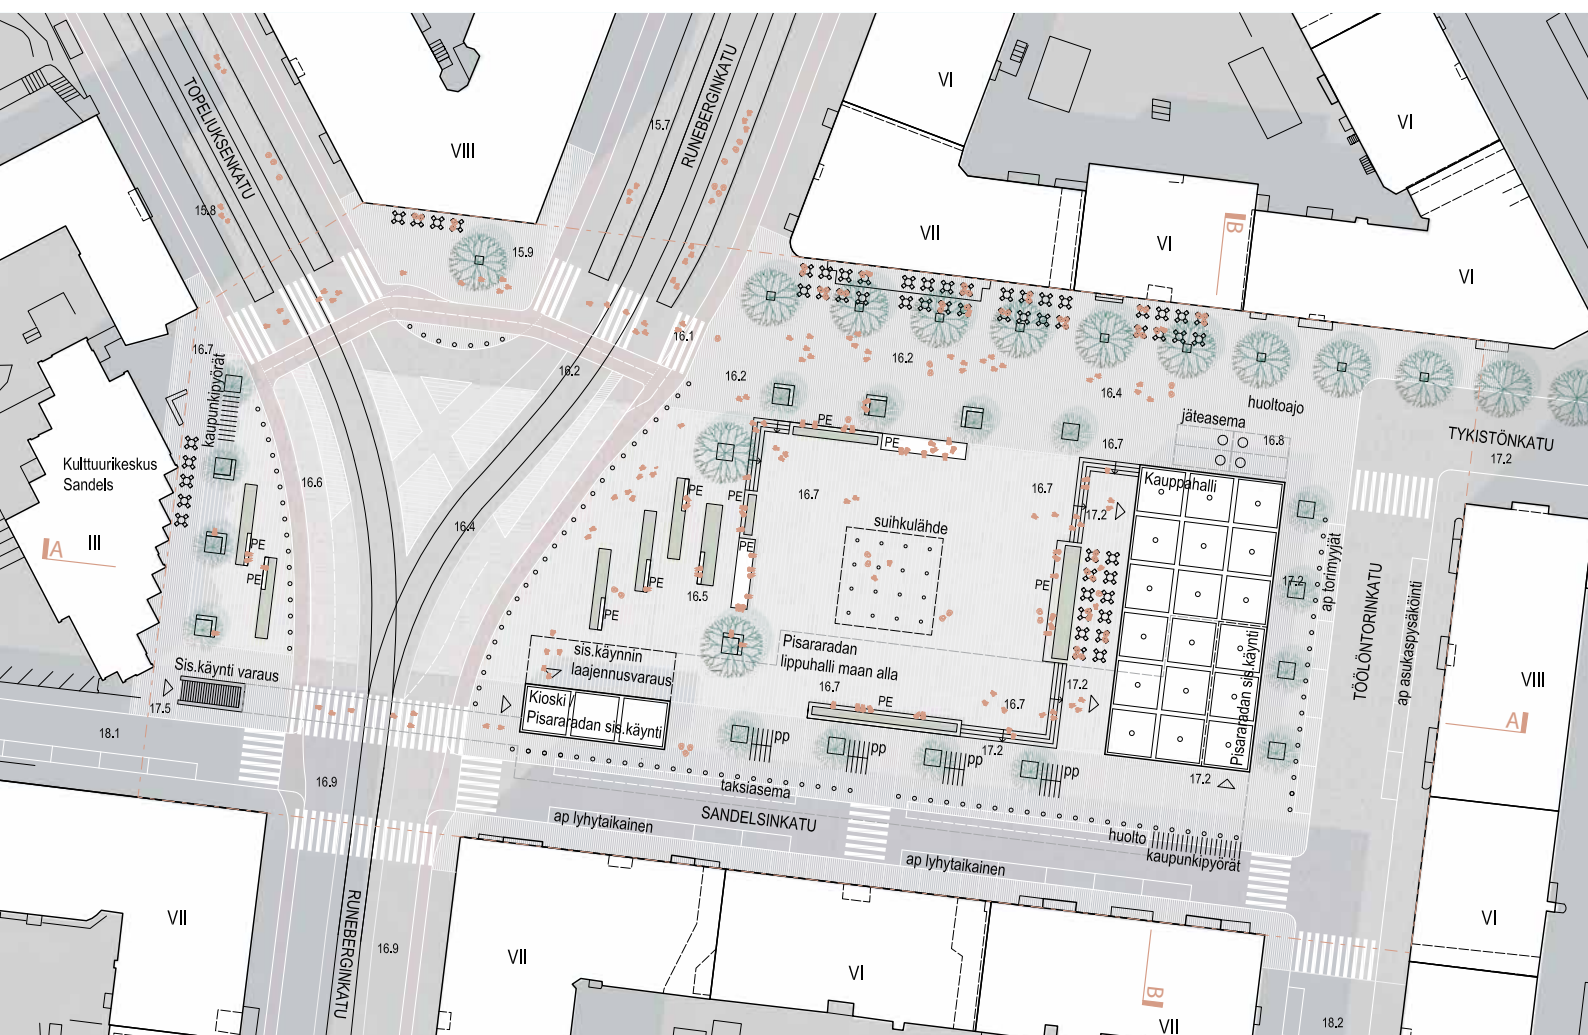 TOPELIUKSENKATU
15.8
VIII
15.7
RUNEBERGINKATU
15.9
VI
VII
VI
B
VI
VI
16.7
kaupunkipyörät
16.2
16.1
16.2
16.2
16.4
huoltoajo
jäteasema
16.8
16.7
TYKISTÖNKATU
17.2
Kulttuurikeskus
Sandels
III
A
16.6
16.4
PE
PE
PE
PE
PE
16.7
suihkulähde
16.7
17.2
Kauppahalli
PE
PE
PE
PE
16.5
PE
PE
17.2
ap torimyyjät
TÖÖLÖNTORINKATU
ap asukaspysäköinti
VIII
A
Sis.käynti varaus
17.5
18.1
16.9
sis.käynnin
laajennusvaraus
Kioski /
Pisararadan sis.käynti
Pisararadan
lippuhalli maan alla
16.7
PE
16.7
17.2
17.2
Pisararadan sis.käynti
17.2
pp
pp
pp
pp
taksiasema
SANDELSINKATU
ap lyhytaikainen
ap lyhytaikainen
huolto
kaupunkipyörät
VII
RUNEBERGINKATU
16.9
VII
VI
B
VII
VI
18.2